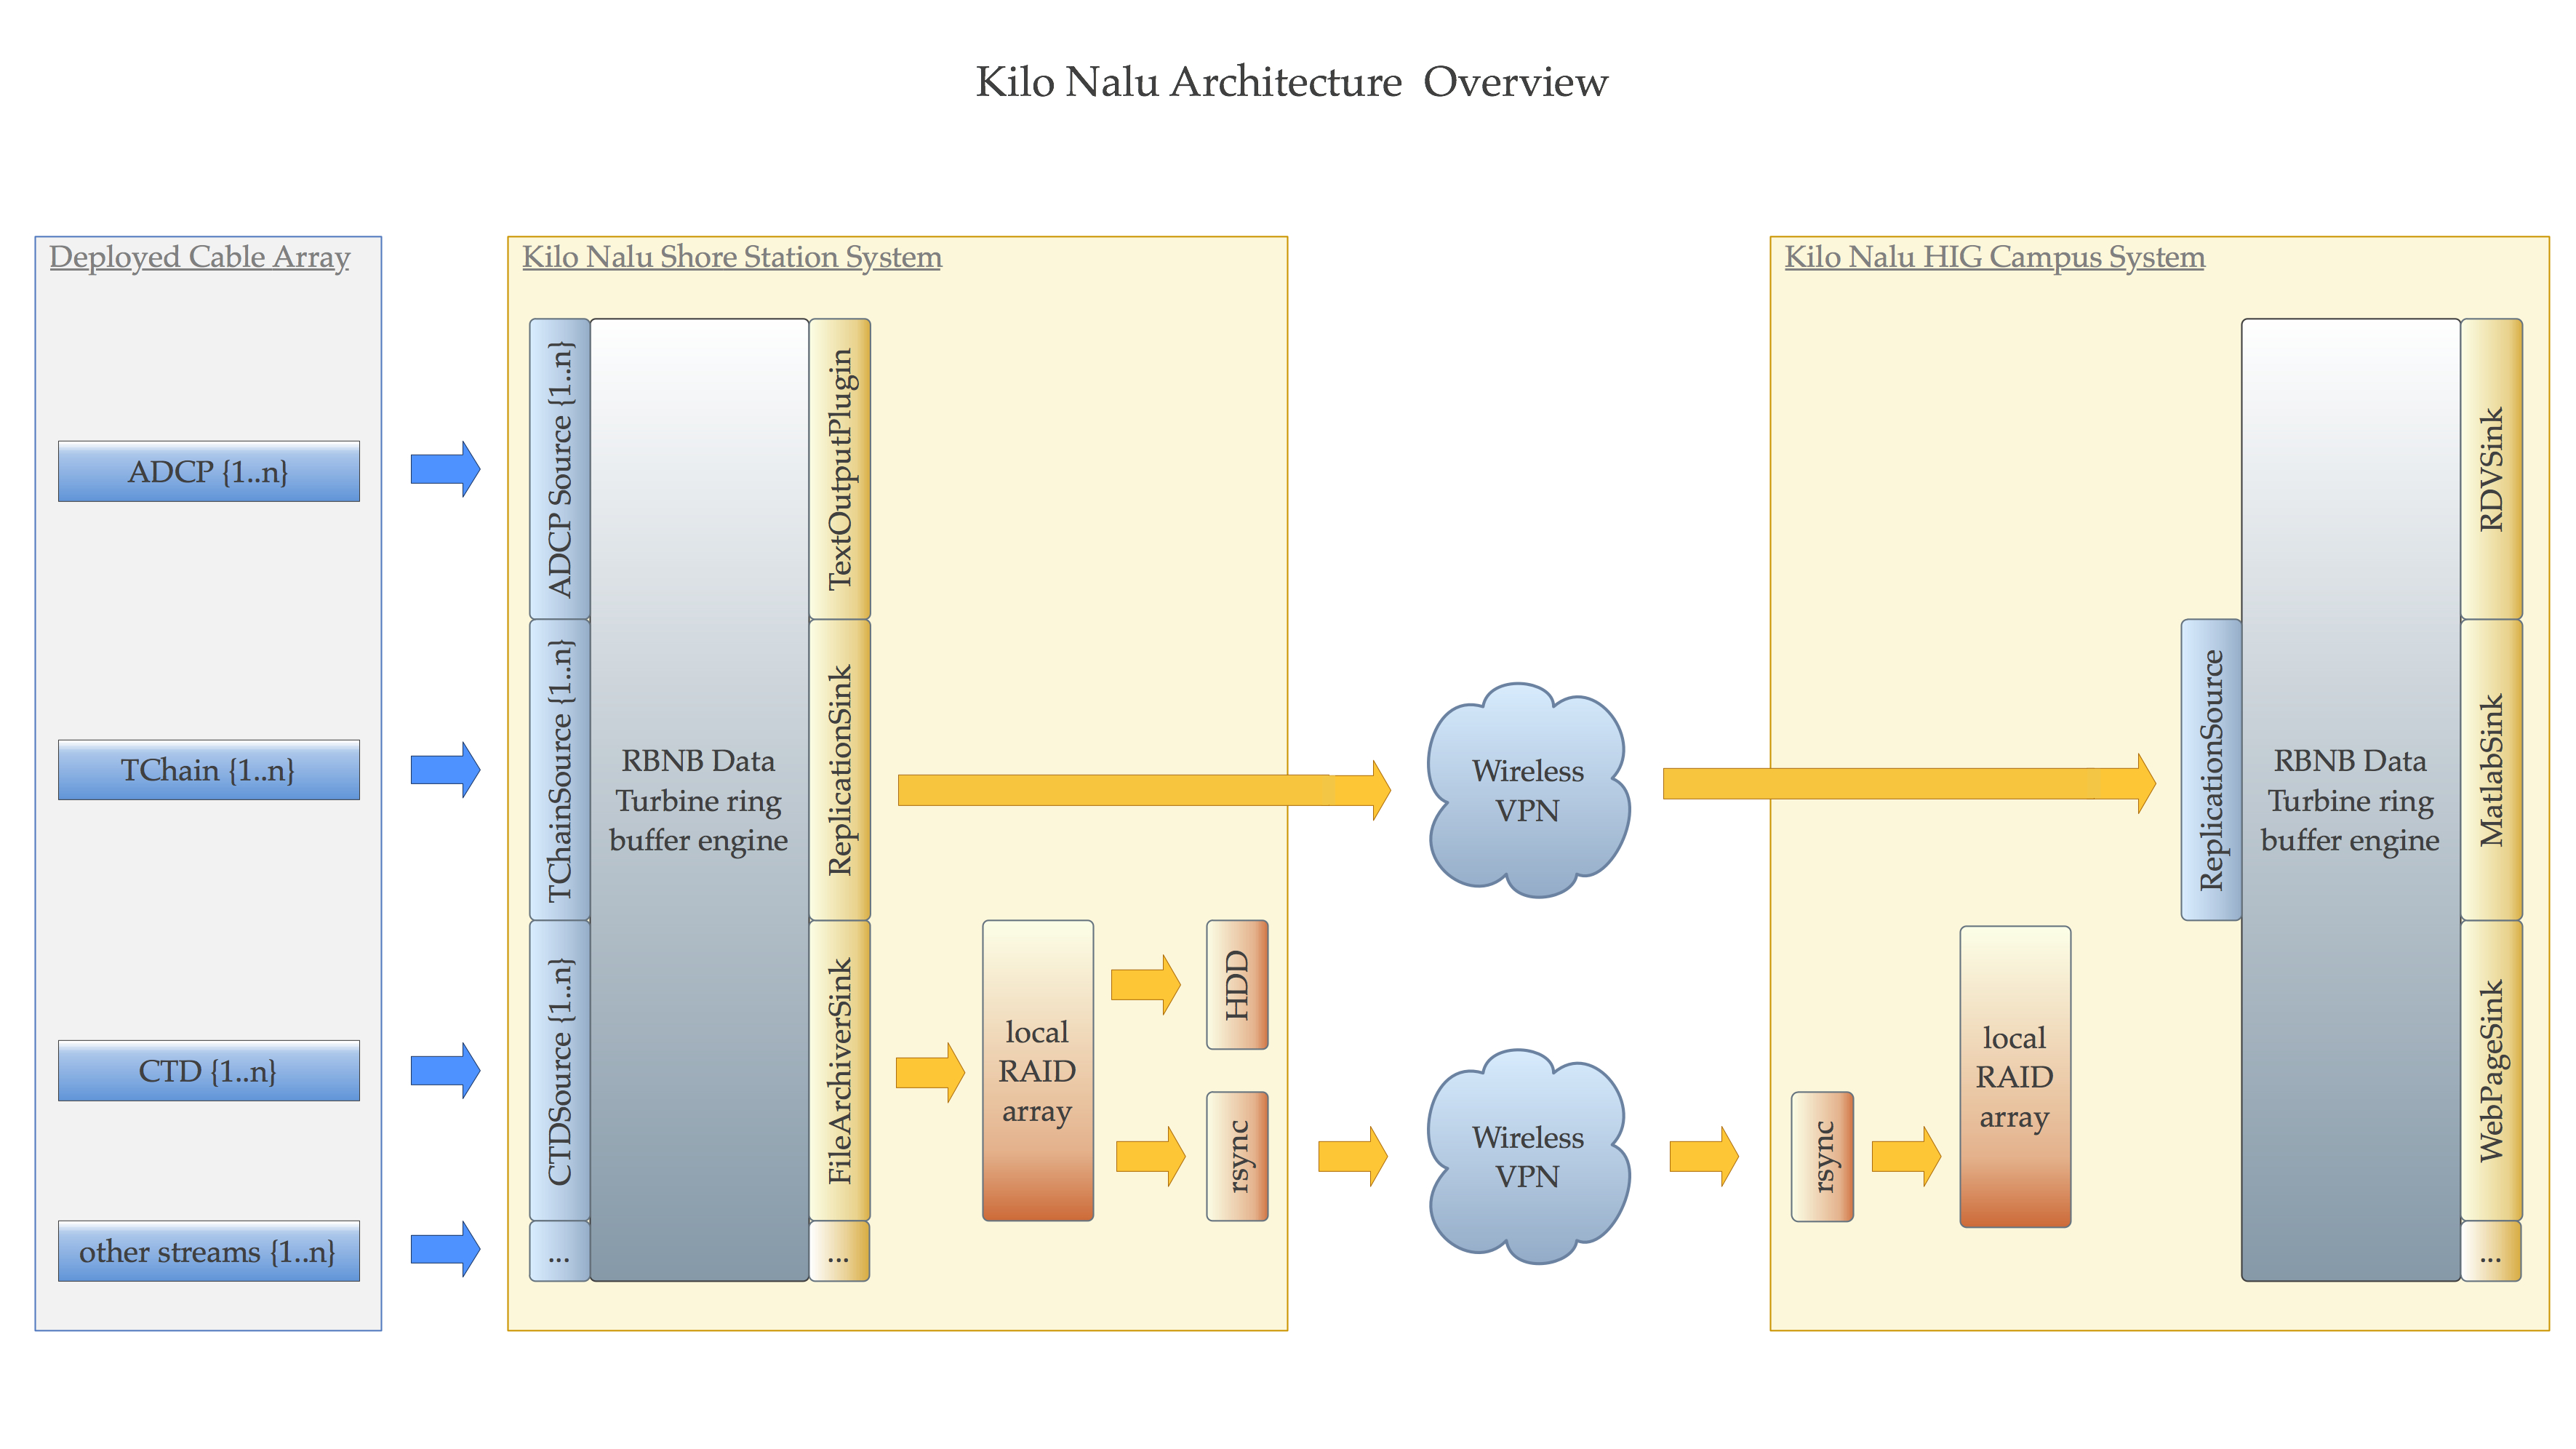 Kilo Nalu Architecture  Overview
Deployed Cable Array
ADCP {1..n}
TChain {1..n}
CTD {1..n}
other streams {1..n}
Kilo Nalu Shore Station System
ADCP Source {1..n}
TChainSource {1..n}
CTDSource {1..n}
...
RBNB Data
Turbine ring
buffer engine
TextOutputPlugin
ReplicationSink
FileArchiverSink
...
local
RAID
array
HDD
rsync
Wireless
VPN
Wireless
VPN
Kilo Nalu HIG Campus System
rsync
local
RAID
array
ReplicationSource
RBNB Data
Turbine ring
buffer engine
RDVSink
MatlabSink
WebPageSink
...